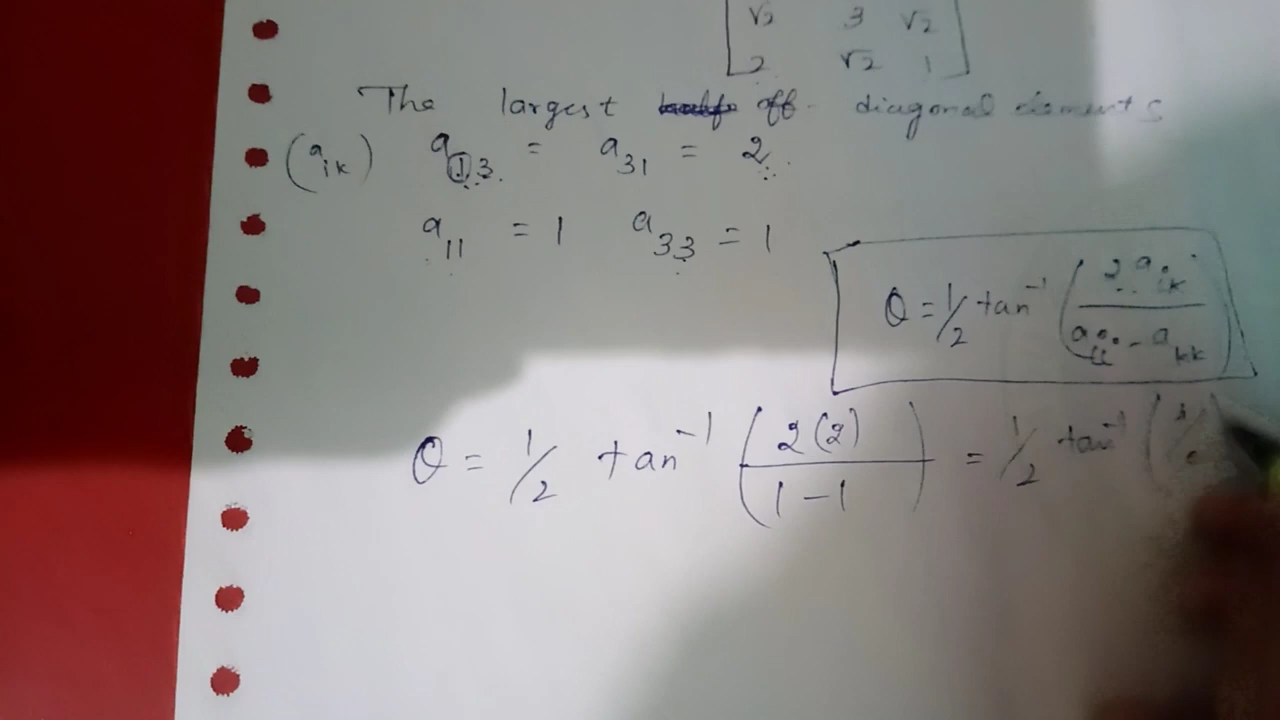 √2 3 √2
2 √2 1
The largest off-diagonal elements
(a_ik) a_13 = a_31 = 2
a_11 = 1 a_33 = 1
θ = 1/2 tan⁻¹ (2a_ik / (a_ii - a_kk))
θ = 1/2 tan⁻¹ (2(2) / (1-1)) = 1/2 tan⁻¹ (